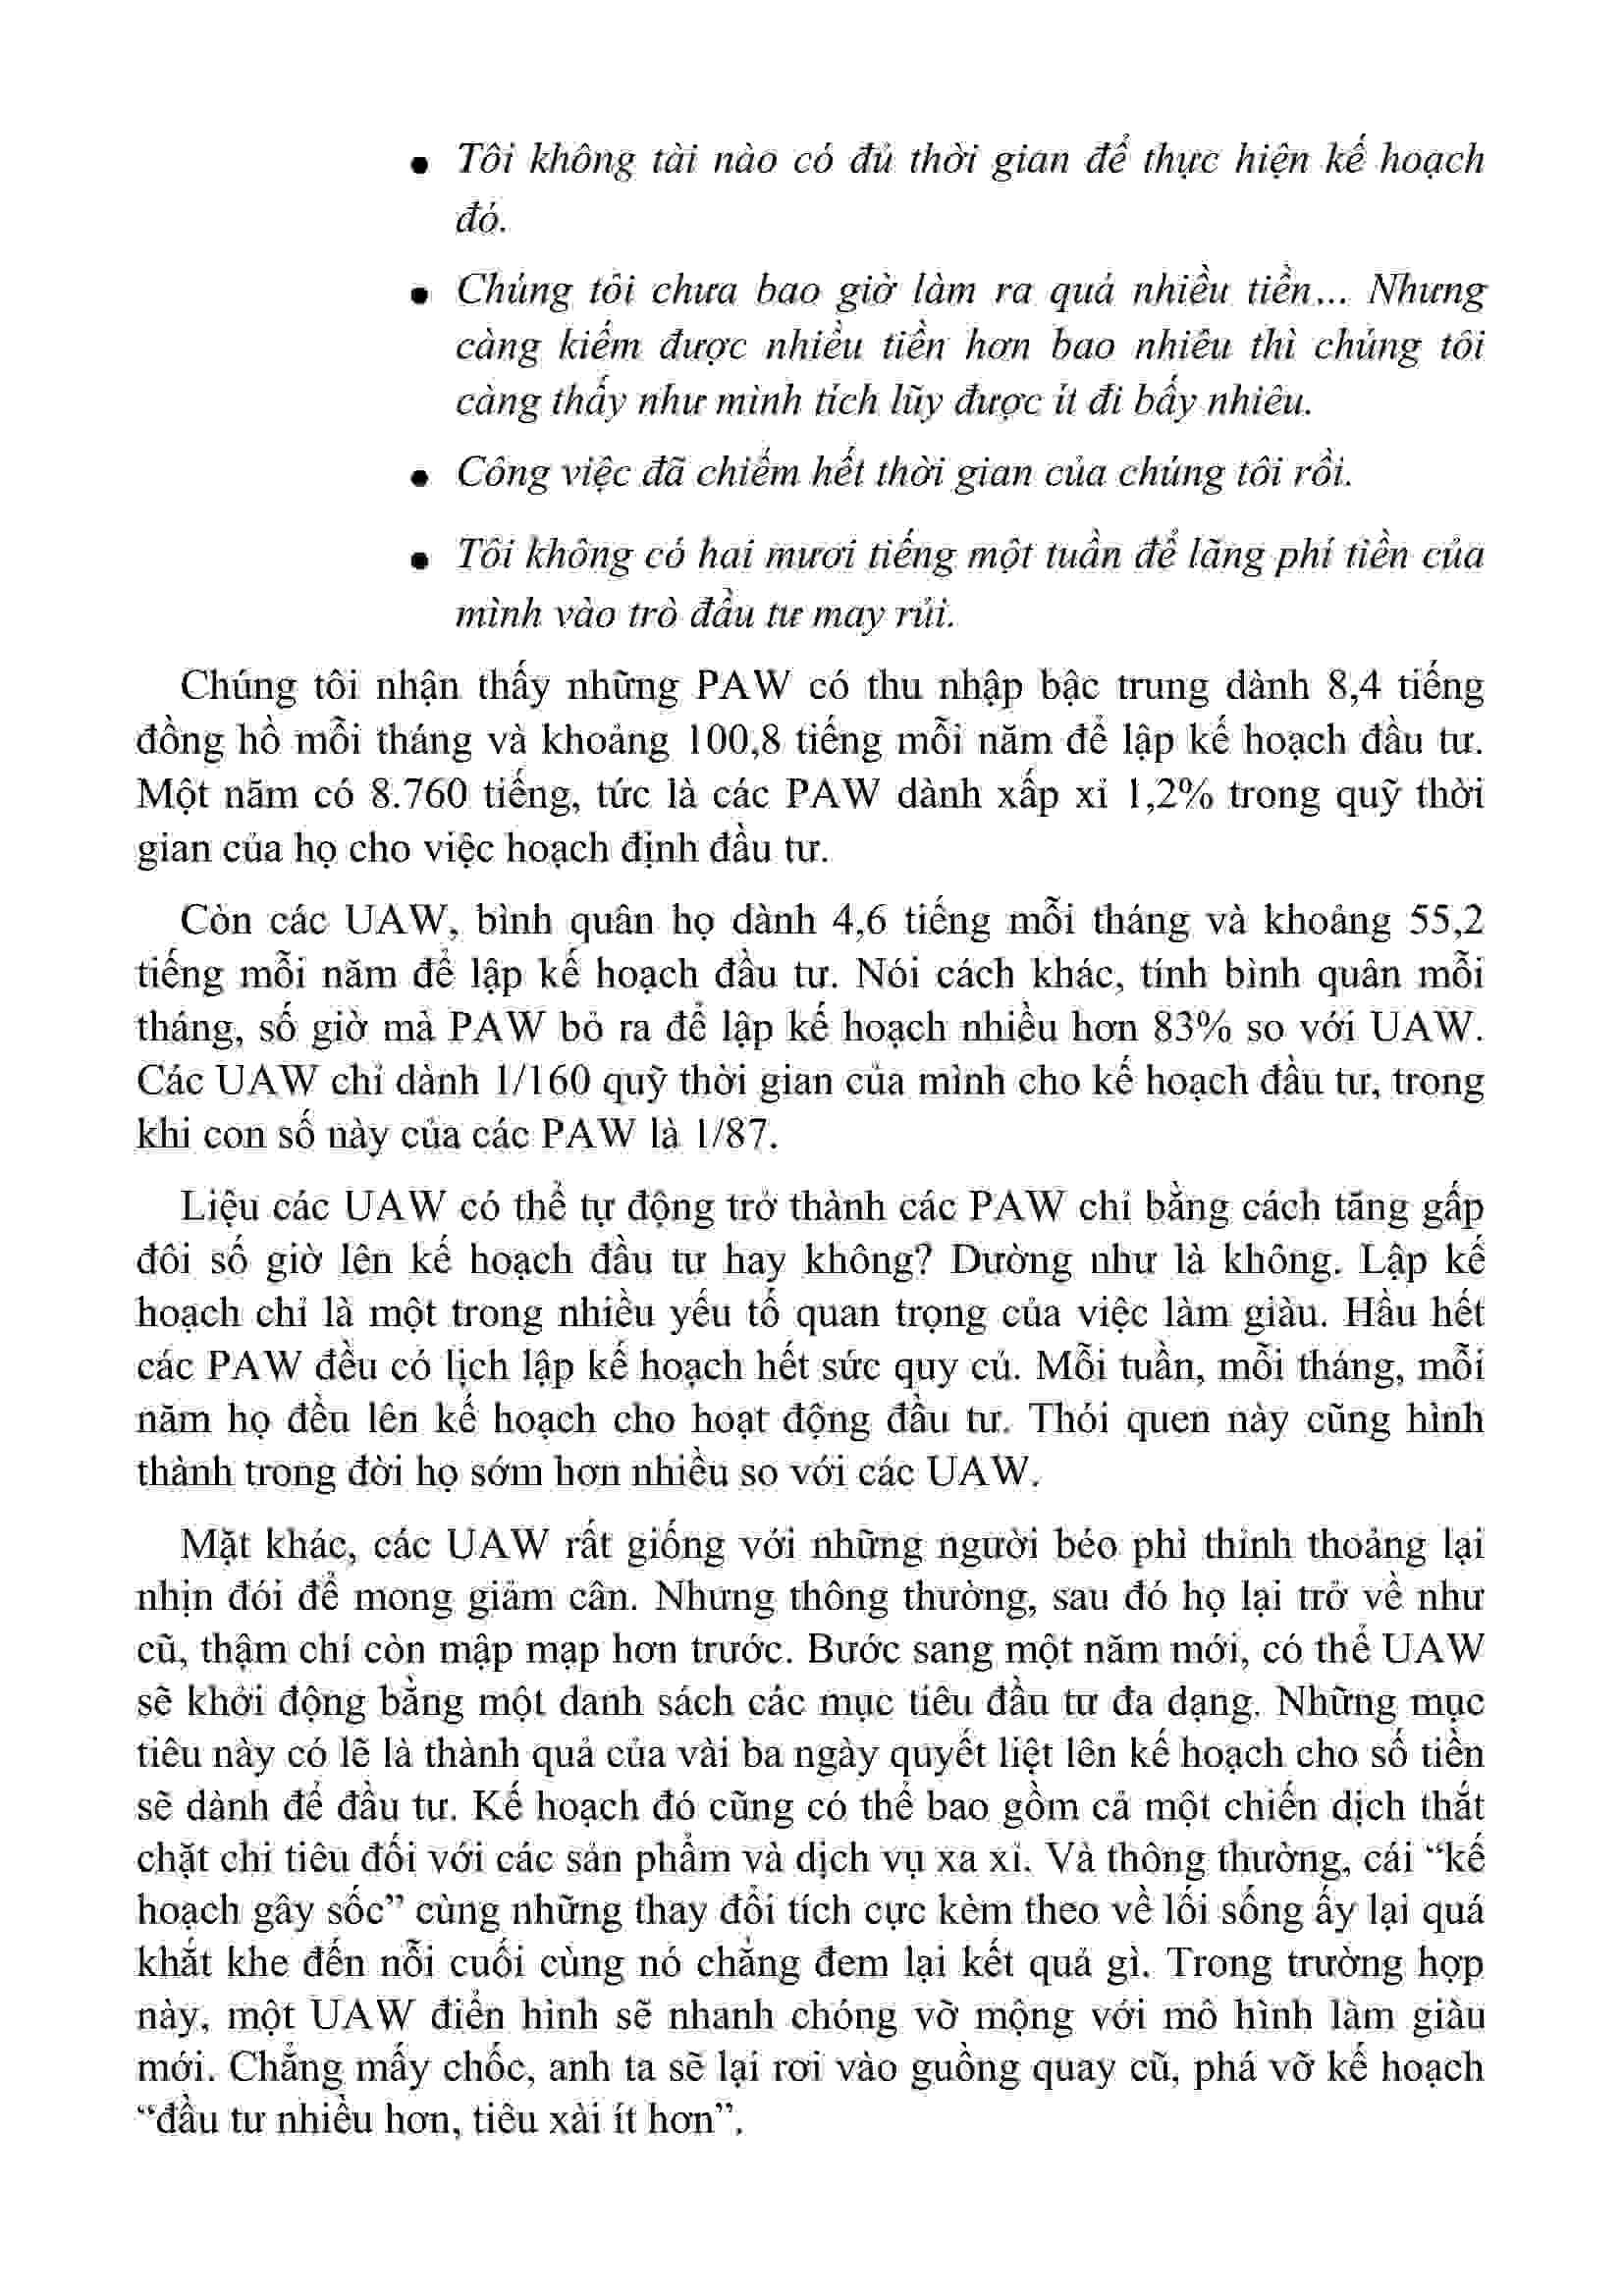 • Tôi không tài nào có đủ thời gian để thực hiện kế hoạch
đó.
• Chúng tôi chưa bao giờ làm ra quá nhiều tiền... Nhưng
càng kiếm được nhiều tiền hơn bao nhiêu thì chúng tôi
càng thấy như mình tích lũy được ít đi bấy nhiêu.
• Công việc đã chiếm hết thời gian của chúng tôi rồi.
• Tôi không có hai mươi tiếng một tuần để lãng phí tiền của
mình vào trò đầu tư may rủi.
Chúng tôi nhận thấy những PAW có thu nhập bậc trung dành 8,4 tiếng
đồng hồ mỗi tháng và khoảng 100,8 tiếng mỗi năm để lập kế hoạch đầu tư.
Một năm có 8.760 tiếng, tức là các PAW dành xấp xỉ 1,2% trong quỹ thời
gian của họ cho việc hoạch định đầu tư.
Còn các UAW, bình quân họ dành 4,6 tiếng mỗi tháng và khoảng 55,2
tiếng mỗi năm để lập kế hoạch đầu tư. Nói cách khác, tính bình quân mỗi
tháng, số giờ mà PAW bỏ ra để lập kế hoạch nhiều hơn 83% so với UAW.
Các UAW chỉ dành 1/160 quỹ thời gian của mình cho kế hoạch đầu tư, trong
khi con số này của các PAW là 1/87.
Liệu các UAW có thể tự động trở thành các PAW chỉ bằng cách tăng gấp
đôi số giờ lên kế hoạch đầu tư hay không? Dường như là không. Lập kế
hoạch chỉ là một trong nhiều yếu tố quan trọng của việc làm giàu. Hầu hết
các PAW đều có lịch lập kế hoạch hết sức quy củ. Mỗi tuần, mỗi tháng, mỗi
năm họ đều lên kế hoạch cho hoạt động đầu tư. Thói quen này cũng hình
thành trong đời họ sớm hơn nhiều so với các UAW.
Mặt khác, các UAW rất giống với những người béo phì thỉnh thoảng lại
nhịn đói để mong giảm cân. Nhưng thông thường, sau đó họ lại trở về như
cũ, thậm chí còn mập mạp hơn trước. Bước sang một năm mới, có thể UAW
sẽ khởi động bằng một danh sách các mục tiêu đầu tư đa dạng. Những mục
tiêu này có lẽ là thành quả của vài ba ngày quyết liệt lên kế hoạch cho số tiền
sẽ dành để đầu tư. Kế hoạch đó cũng có thể bao gồm cả một chiến dịch thắt
chặt chi tiêu đối với các sản phẩm và dịch vụ xa xỉ. Và thông thường, cái “kế
hoạch gây sốc” cùng những thay đổi tích cực kèm theo về lối sống ấy lại quá
khắt khe đến nỗi cuối cùng nó chẳng đem lại kết quả gì. Trong trường hợp
này, một UAW điển hình sẽ nhanh chóng vỡ mộng với mô hình làm giàu
mới. Chẳng mấy chốc, anh ta sẽ lại rơi vào guồng quay cũ, phá vỡ kế hoạch
“đầu tư nhiều hơn, tiêu xài ít hơn”.